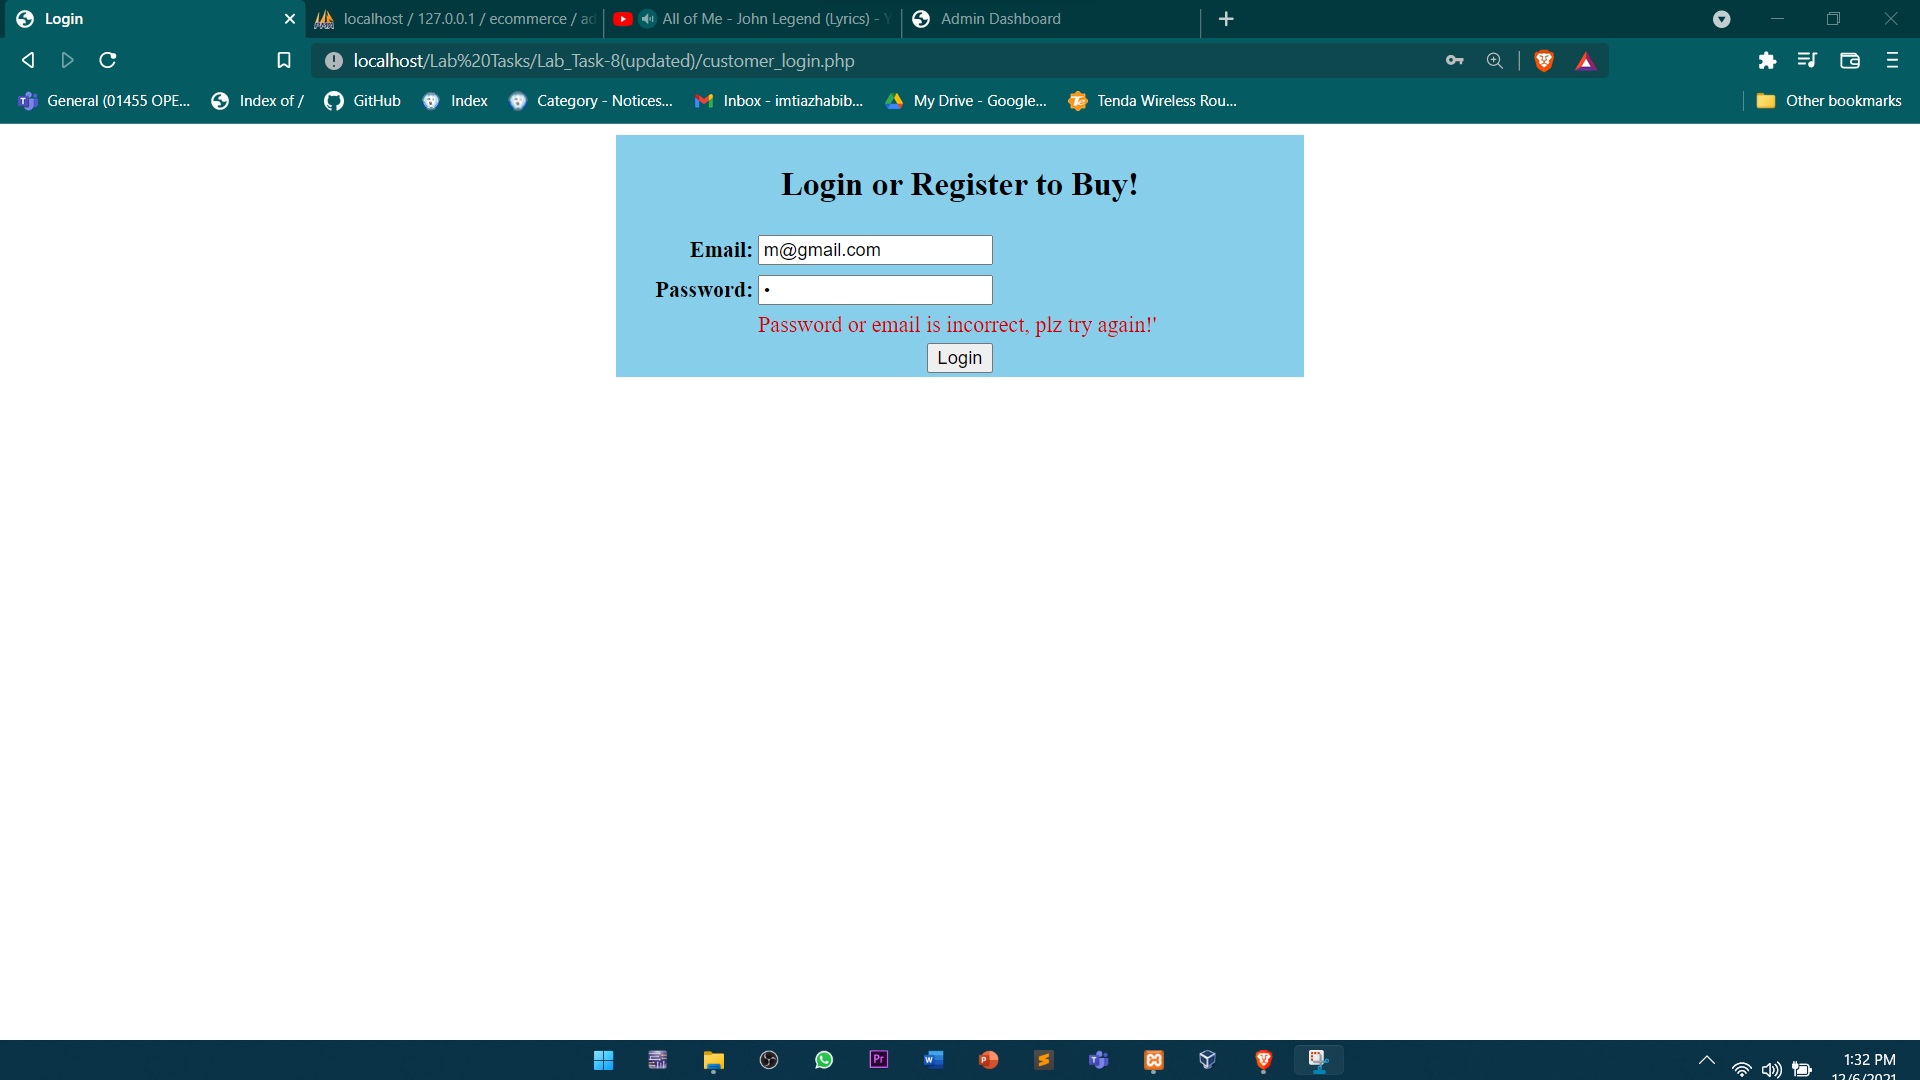 Login
localhost / 127.0.0.1 / ecommerce / ad
All of Me - John Legend (Lyrics) - Y
Admin Dashboard
localhost/Lab%20Tasks/Lab_Task-8(updated)/customer_login.php
General (01455 OPE...
Index of /
GitHub
Index
Category - Notices...
Inbox - imtiazhabib...
My Drive - Google...
Tenda Wireless Rou...
Other bookmarks
Login or Register to Buy!
Email: m@gmail.com
Password: •
Password or email is incorrect, plz try again!'
Login
1:32 PM
12/6/2021